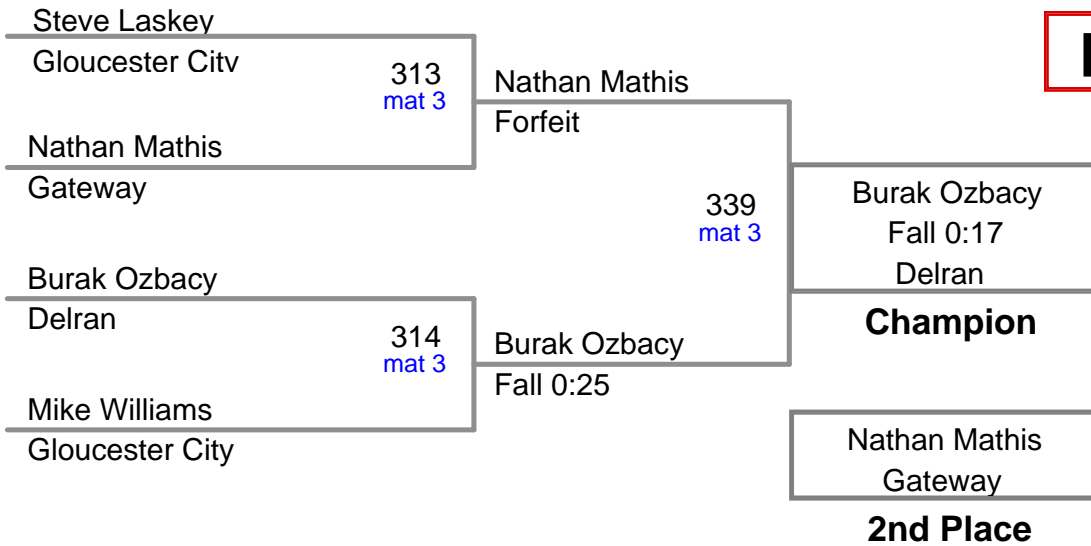 Steve Laskey
Gloucester City
313
mat 3
Nathan Mathis
Forfeit
Nathan Mathis
Gateway
339
mat 3
Burak Ozbacy
Fall 0:17
Delran
Champion
Burak Ozbacy
Delran
314
mat 3
Burak Ozbacy
Fall 0:25
Mike Williams
Gloucester City
Nathan Mathis
Gateway
2nd Place